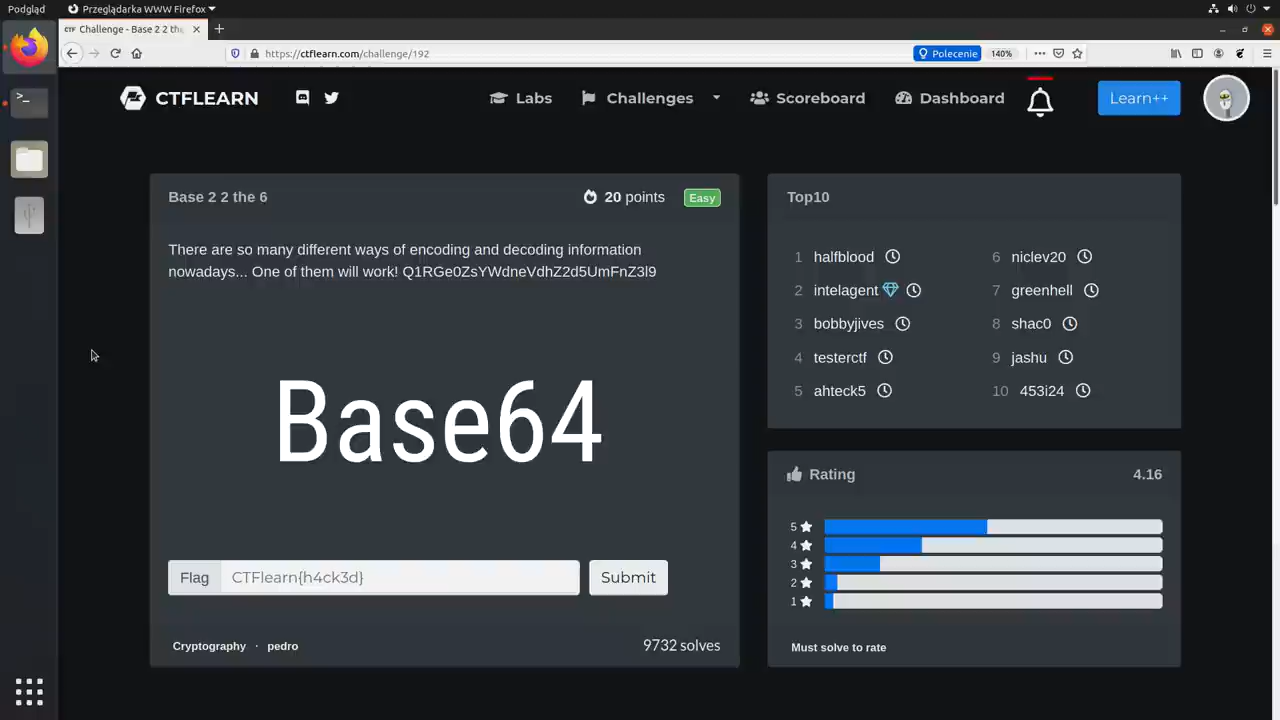 Podgląd
Przeglądarka WWW Firefox
CTF Challenge - Base 2 2 the
https://ctflearn.com/challenge/192
Polecenie
140%
CTFLEARN
Labs
Challenges
Scoreboard
Dashboard
Learn++
Base 2 2 the 6
20 points
Easy
There are so many different ways of encoding and decoding information
nowadays... One of them will work! Q1RGe0ZsYWdneVdhZ2d5UmFnZ3l9
Base64
Flag
CTFlearn{h4ck3d}
Submit
Cryptography · pedro
9732 solves
Top10
1 halfblood
2 intelagent
3 bobbyjives
4 testerctf
5 ahteck5
6 niclev20
7 greenhell
8 shac0
9 jashu
10 453i24
Rating
4.16
5
4
3
2
1
Must solve to rate